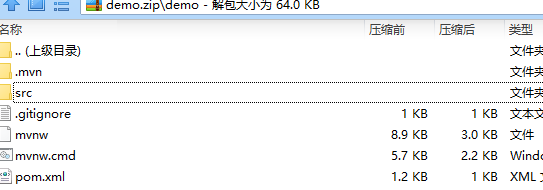 demo.zip\demo - 解包大小为 64.0 KB
名称 压缩前 压缩后 类型
.. (上级目录) 文件夹
.mvn 文件夹
src 文件夹
.gitignore 1 KB 1 KB 文本文
mvnw 8.9 KB 3.0 KB 文件
mvnw.cmd 5.7 KB 2.2 KB Windo
pom.xml 1.2 KB 1 KB XML 文